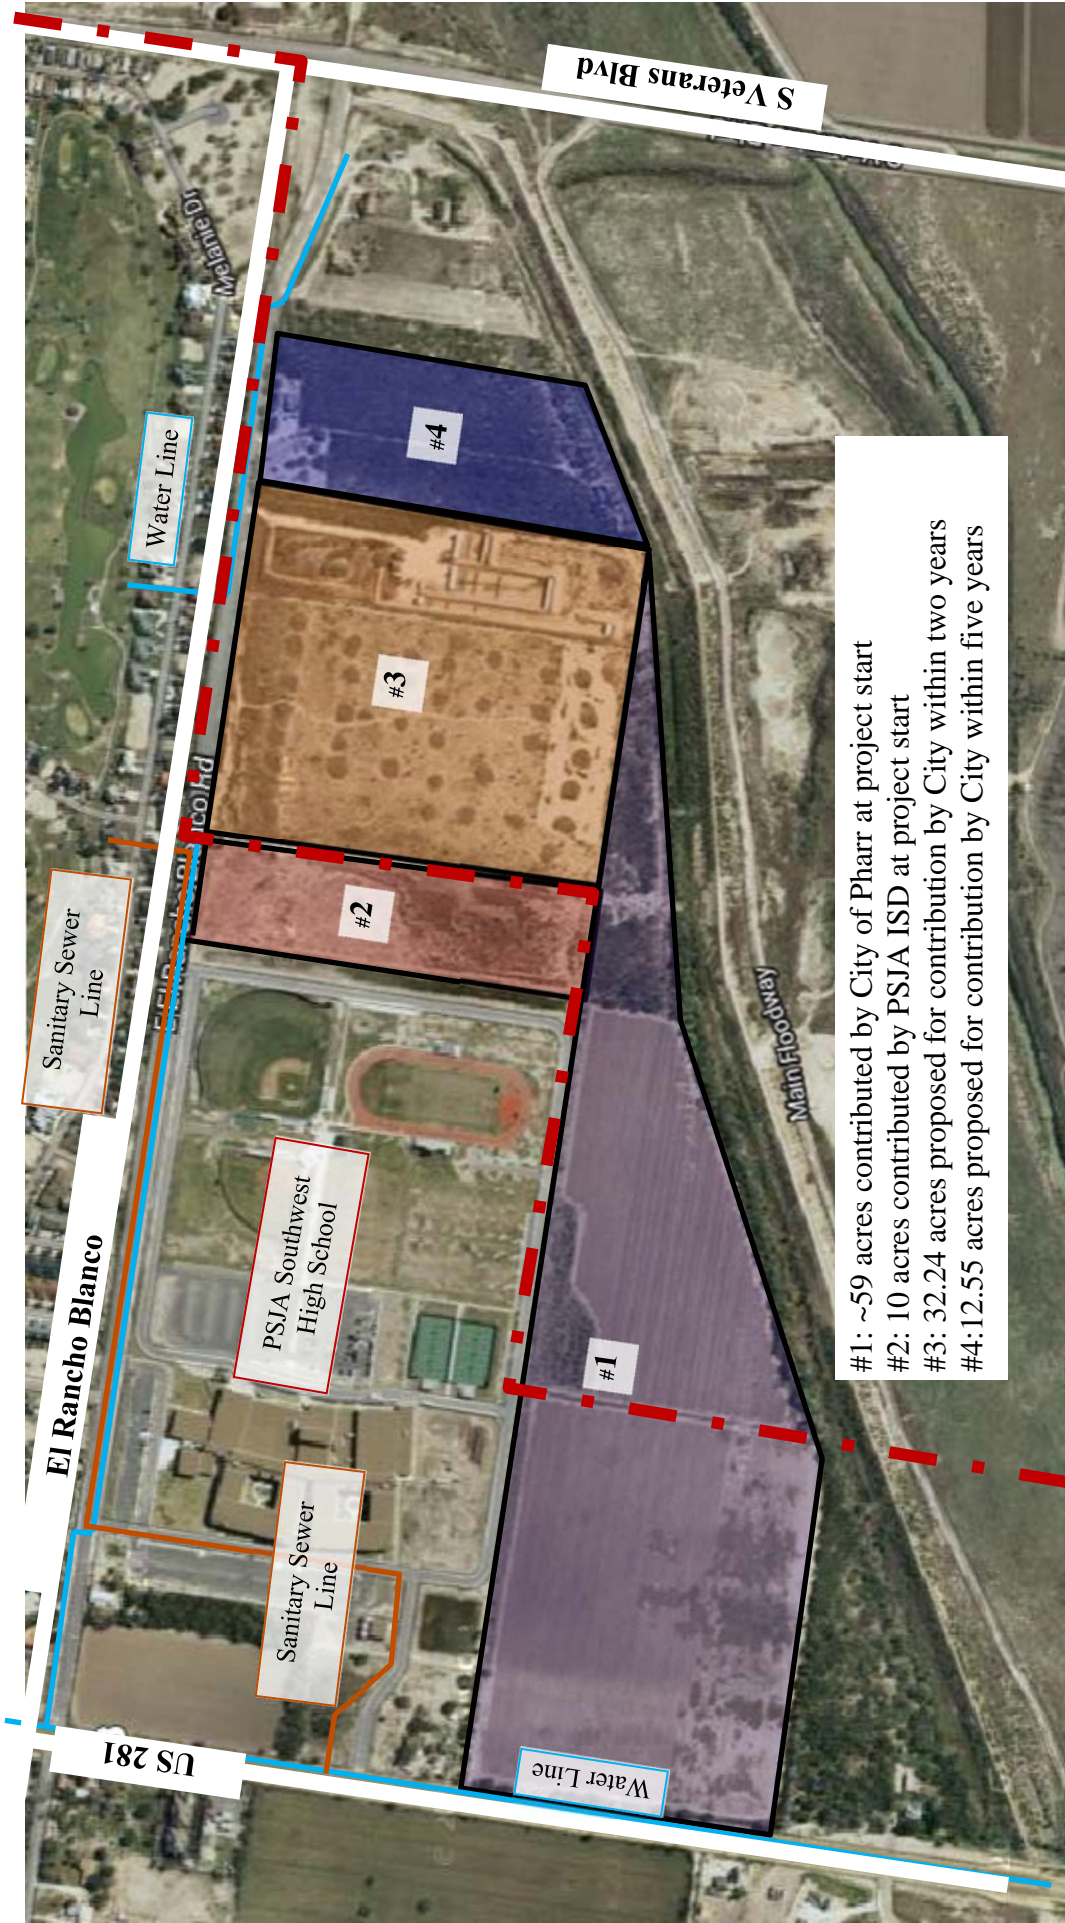 El Rancho Blanco
US 281
S Veterans Blvd
Sanitary Sewer
Line
Water Line
Melanie Dr
PSJA Southwest
High School
Sanitary Sewer
Line
Water Line
#1
#2
#3
#4
Main Floodway
#1: ~59 acres contributed by City of Pharr at project start
#2: 10 acres contributed by PSJA ISD at project start
#3: 32.24 acres proposed for contribution by City within two years
#4:12.55 acres proposed for contribution by City within five years